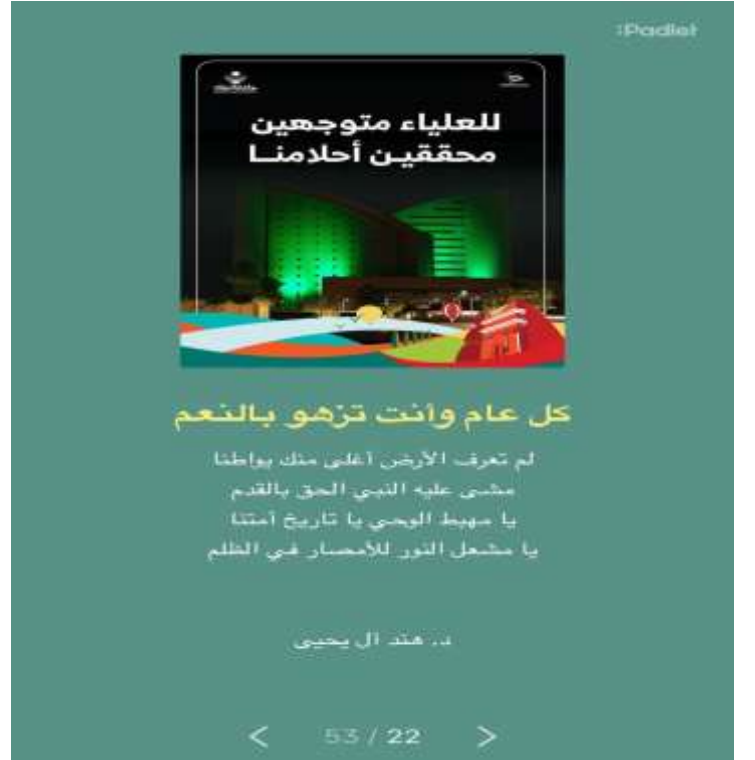 :Padlet
للعلياء متوجهين
محققين أحلامنا
كل عام وأنت تزهو بالنعم
لم تعرف الأرض أغلى منك يواطنا
مشى عليه النبي الحق بالقدم
يا مهبط الوحي يا تاريخ أمتنا
يا مشعل النور للأمصار في الظلم
د. هند آل يحيى
53 / 22